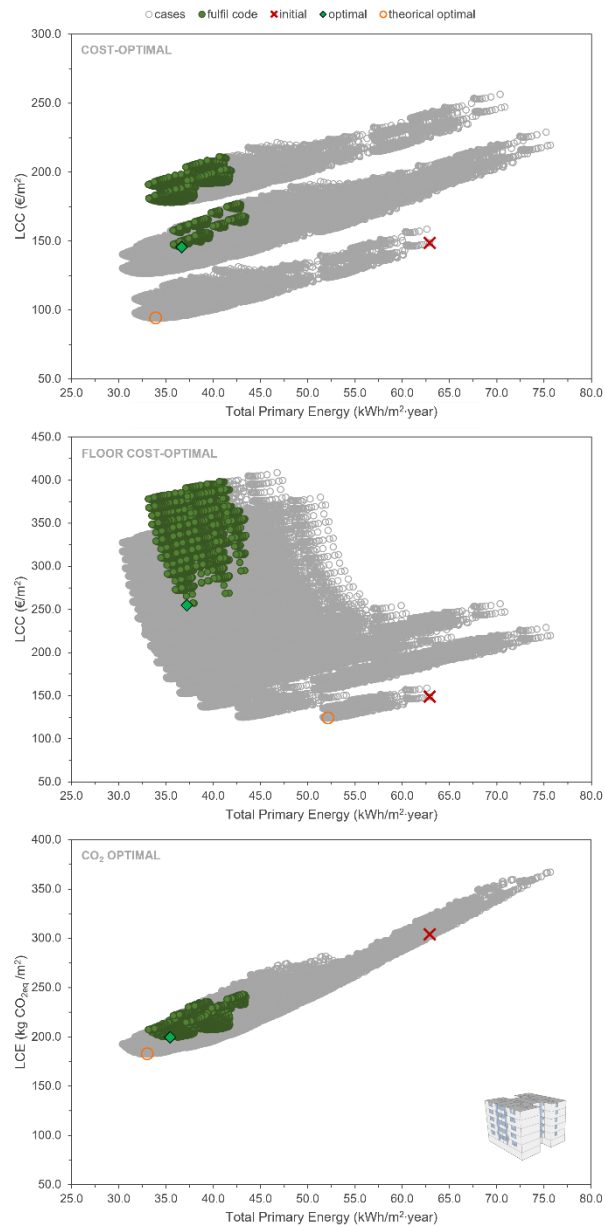 cases fulfil code initial optimal theorical optimal
COST-OPTIMAL
LCC (€/m²)
300.0
250.0
200.0
150.0
100.0
50.0
25.0 30.0 35.0 40.0 45.0 50.0 55.0 60.0 65.0 70.0 75.0 80.0
Total Primary Energy (kWh/m²·year)
FLOOR COST-OPTIMAL
LCC (€/m²)
450.0
400.0
350.0
300.0
250.0
200.0
150.0
100.0
50.0
25.0 30.0 35.0 40.0 45.0 50.0 55.0 60.0 65.0 70.0 75.0 80.0
Total Primary Energy (kWh/m²·year)
CO₂ OPTIMAL
LCE (kg CO₂eq /m²)
400.0
350.0
300.0
250.0
200.0
150.0
100.0
50.0
25.0 30.0 35.0 40.0 45.0 50.0 55.0 60.0 65.0 70.0 75.0 80.0
Total Primary Energy (kWh/m²·year)